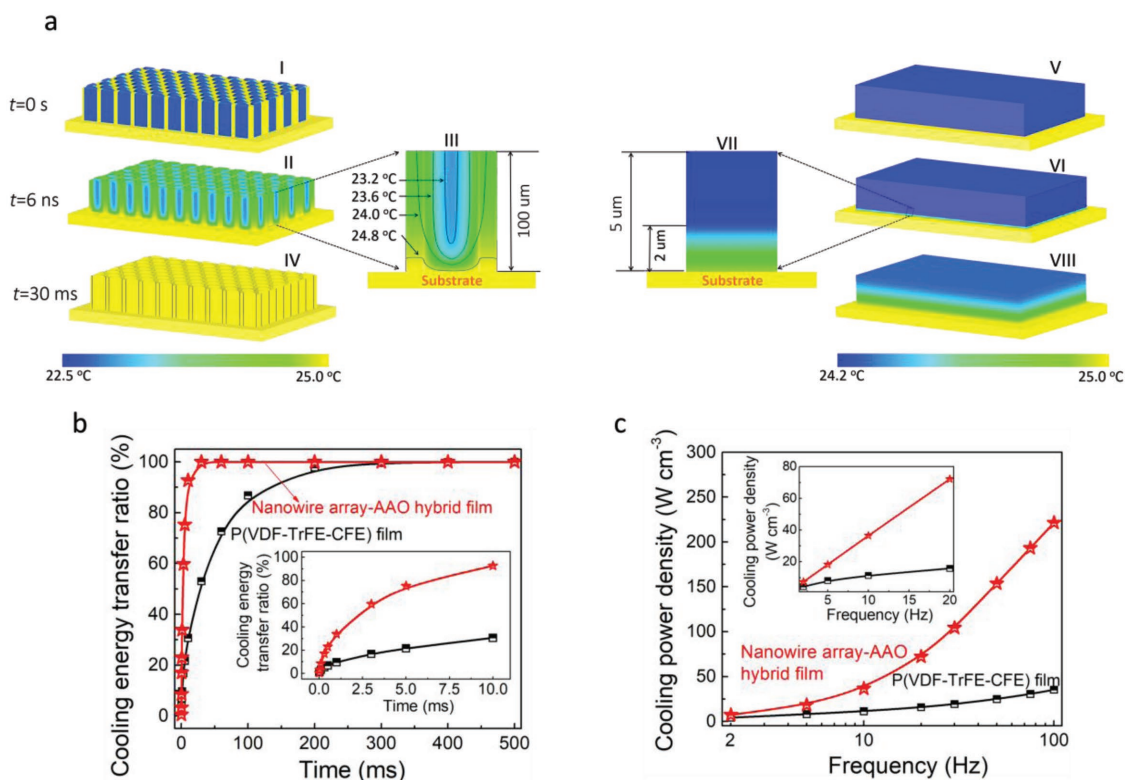 a
I
t=0 s
II
t=6 ns
IV
t=30 ms
22.5 °C
25.0 °C
III
23.2 °C
23.6 °C
24.0 °C
24.8 °C
100 um
Substrate
VII
5 um
2 um
Substrate
V
VI
VIII
24.2 °C
25.0 °C
b
Cooling energy transfer ratio (%)
100
80
60
40
20
0
Nanowire array-AAO hybrid film
P(VDF-TrFE-CFE) film
Cooling energy
transfer ratio (%)
100
80
60
40
20
0
0.0 2.5 5.0 7.5 10.0
Time (ms)
0 100 200 300 400 500
Time (ms)
c
Cooling power density (W cm-3)
300
250
200
150
100
50
0
Cooling power density
(W cm-3)
80
60
40
20
5 10 15 20
Frequency (Hz)
Nanowire array-AAO
hybrid film
P(VDF-TrFE-CFE) film
2 10 100
Frequency (Hz)